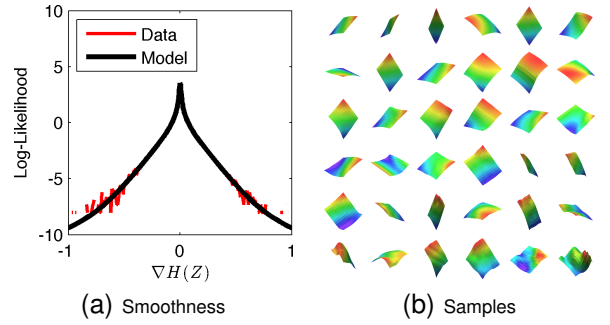 10
5
0
-5
-10
Log-Likelihood
Data
Model
-1
0
1
∇H(Z)
(a) Smoothness
(b) Samples